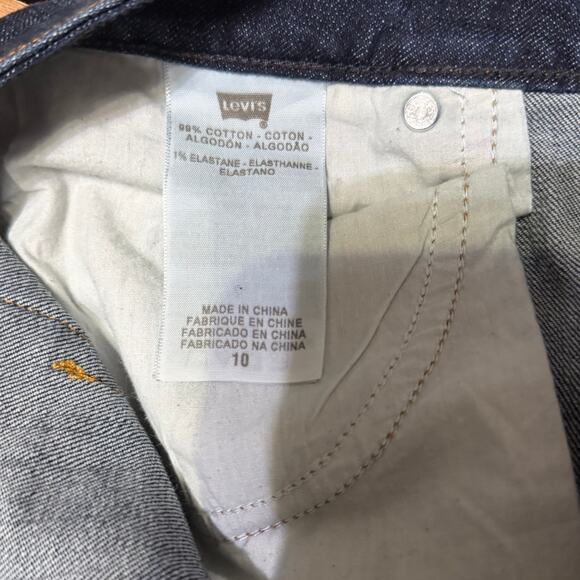 Levi's
99% COTTON - COTON -
ALGODÓN - ALGODÃO
1% ELASTANE - ELASTHANNE -
ELASTANO
MADE IN CHINA
FABRIQUE EN CHINE
FABRICADO EN CHINA
FABRICADO NA CHINA
10